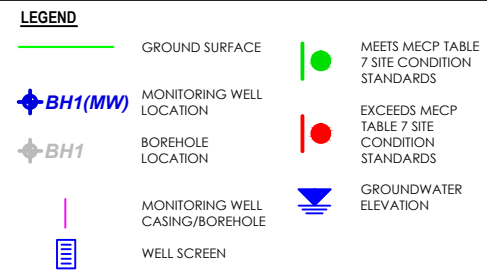 LEGEND
GROUND SURFACE
BH1(MW)
MONITORING WELL
LOCATION
BH1
BOREHOLE
LOCATION
MONITORING WELL
CASING/BOREHOLE
WELL SCREEN
MEETS MECP TABLE
7 SITE CONDITION
STANDARDS
EXCEEDS MECP
TABLE 7 SITE
CONDITION
STANDARDS
GROUNDWATER
ELEVATION